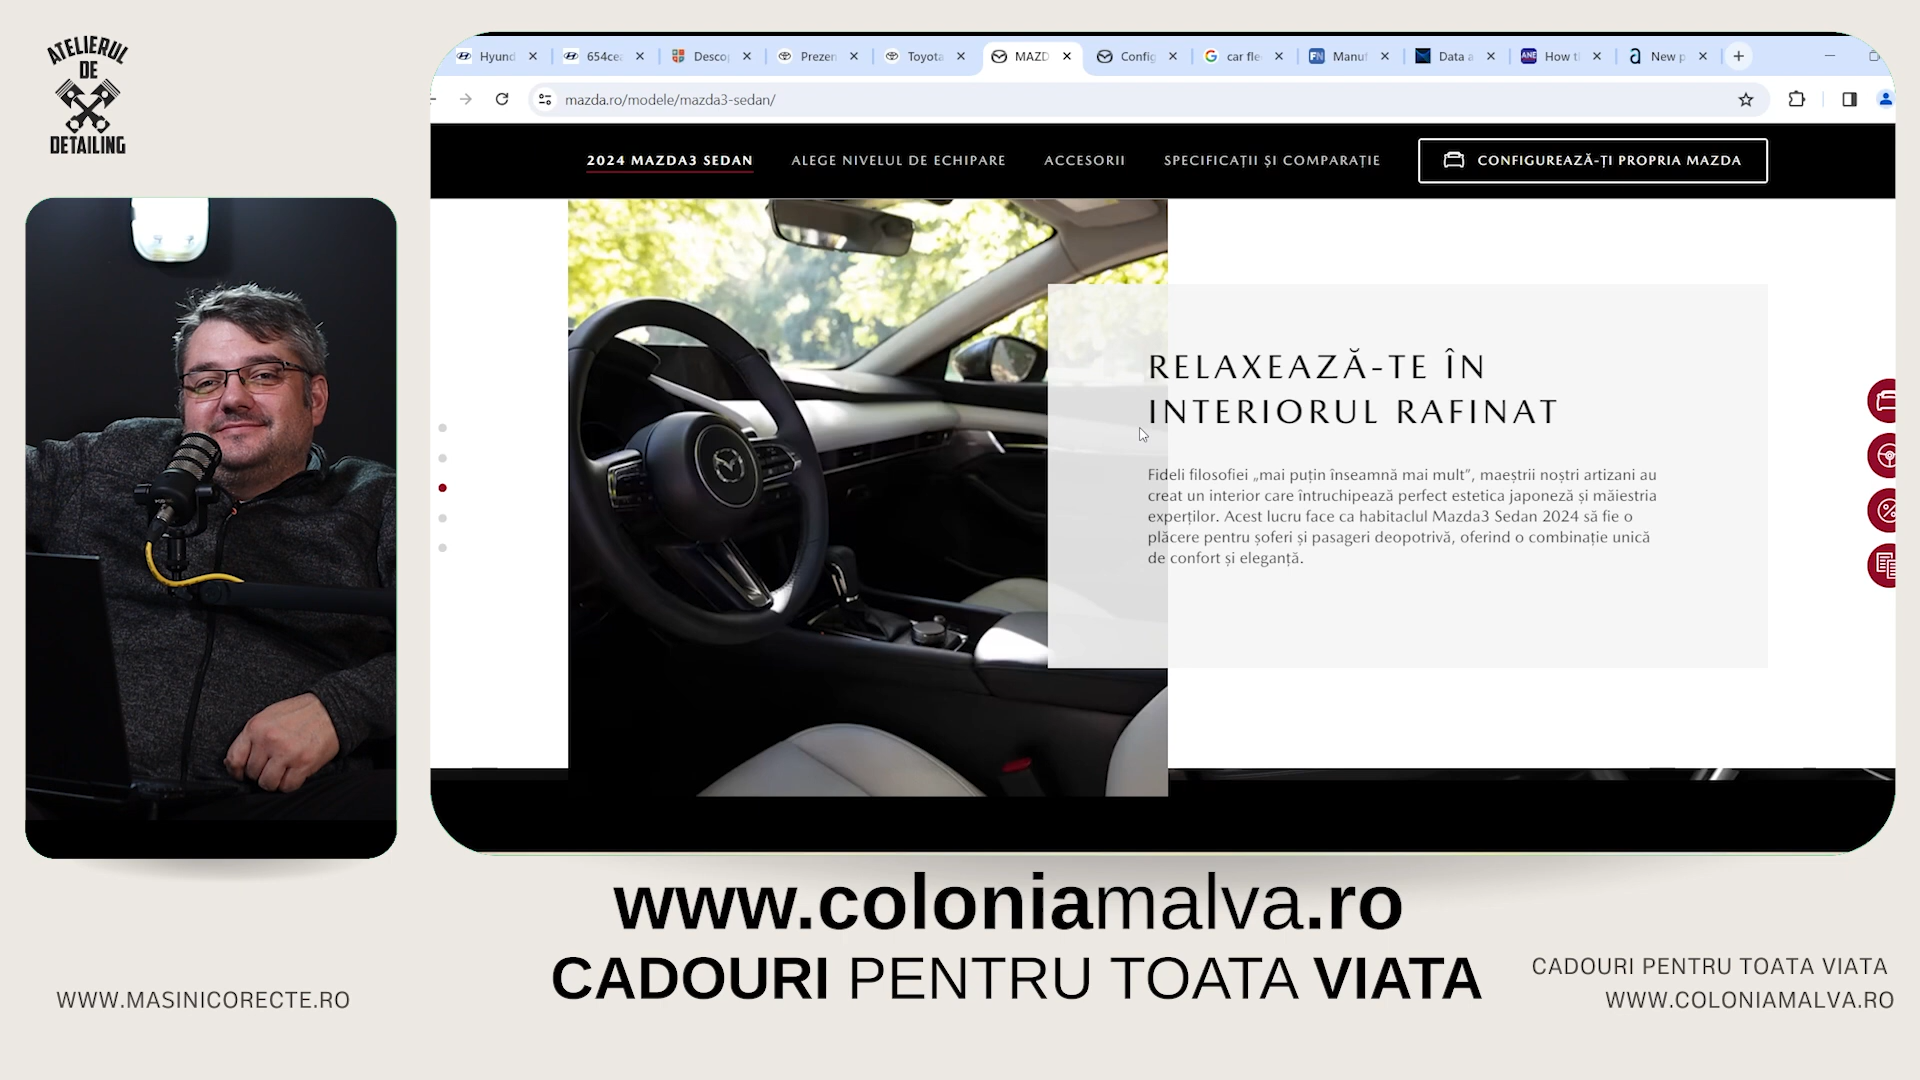 ATELIERUL
DE
DETAILING
Hyund
654cea
Descop
Prezen
Toyota
MAZD
Config
car fle
Manuf
Data a
How t
New p
mazda.ro/modele/mazda3-sedan/
2024 MAZDA3 SEDAN
ALEGE NIVELUL DE ECHIPARE
ACCESORII
SPECIFICAȚII ȘI COMPARAȚIE
CONFIGUREAZĂ-ȚI PROPRIA MAZDA
RELAXEAZĂ-TE ÎN
INTERIORUL RAFINAT
Fideli filosofiei „mai puțin înseamnă mai mult”, maeștrii noștri artizani au
creat un interior care întruchipează perfect estetica japoneză și măiestria
experților. Acest lucru face ca habitaclul Mazda3 Sedan 2024 să fie o
plăcere pentru șoferi și pasageri deopotrivă, oferind o combinație unică
de confort și eleganță.
www.coloniamalva.ro
CADOURI PENTRU TOATA VIATA
WWW.MASINICORECTE.RO
CADOURI PENTRU TOATA VIATA
WWW.COLONIAMALVA.RO